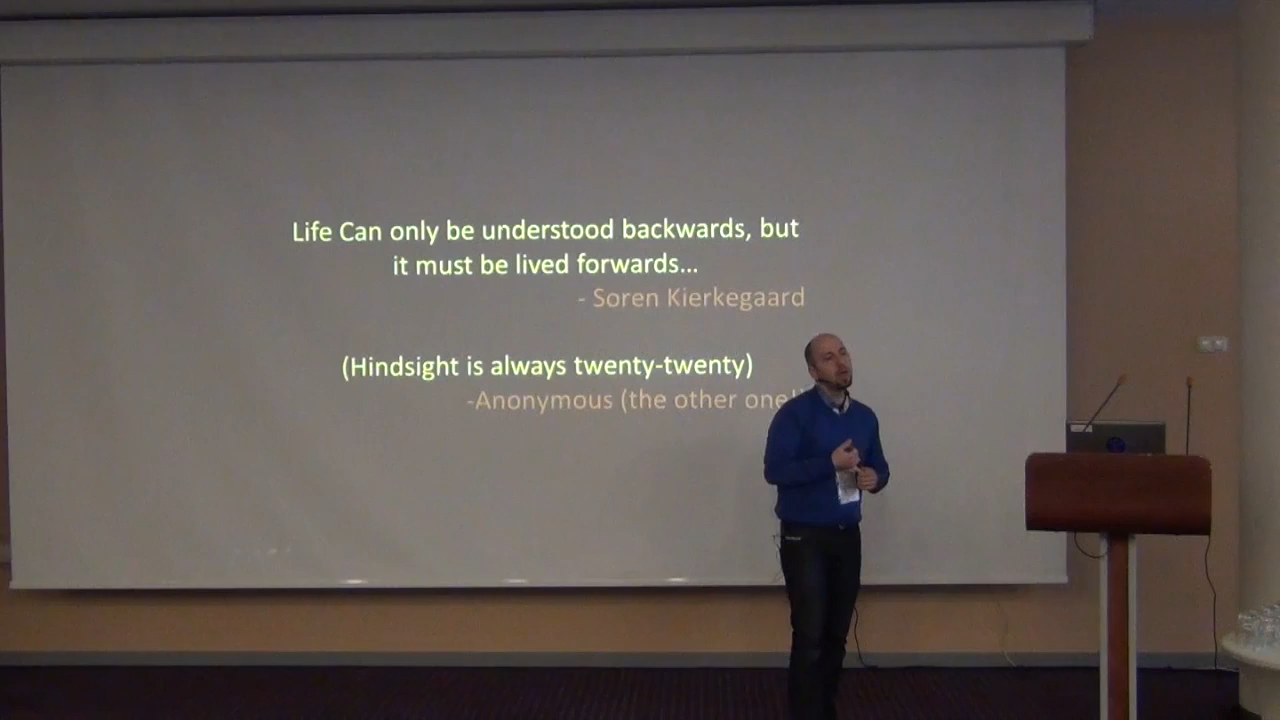 Life Can only be understood backwards, but
it must be lived forwards...
- Soren Kierkegaard
(Hindsight is always twenty-twenty)
-Anonymous (the other one!)